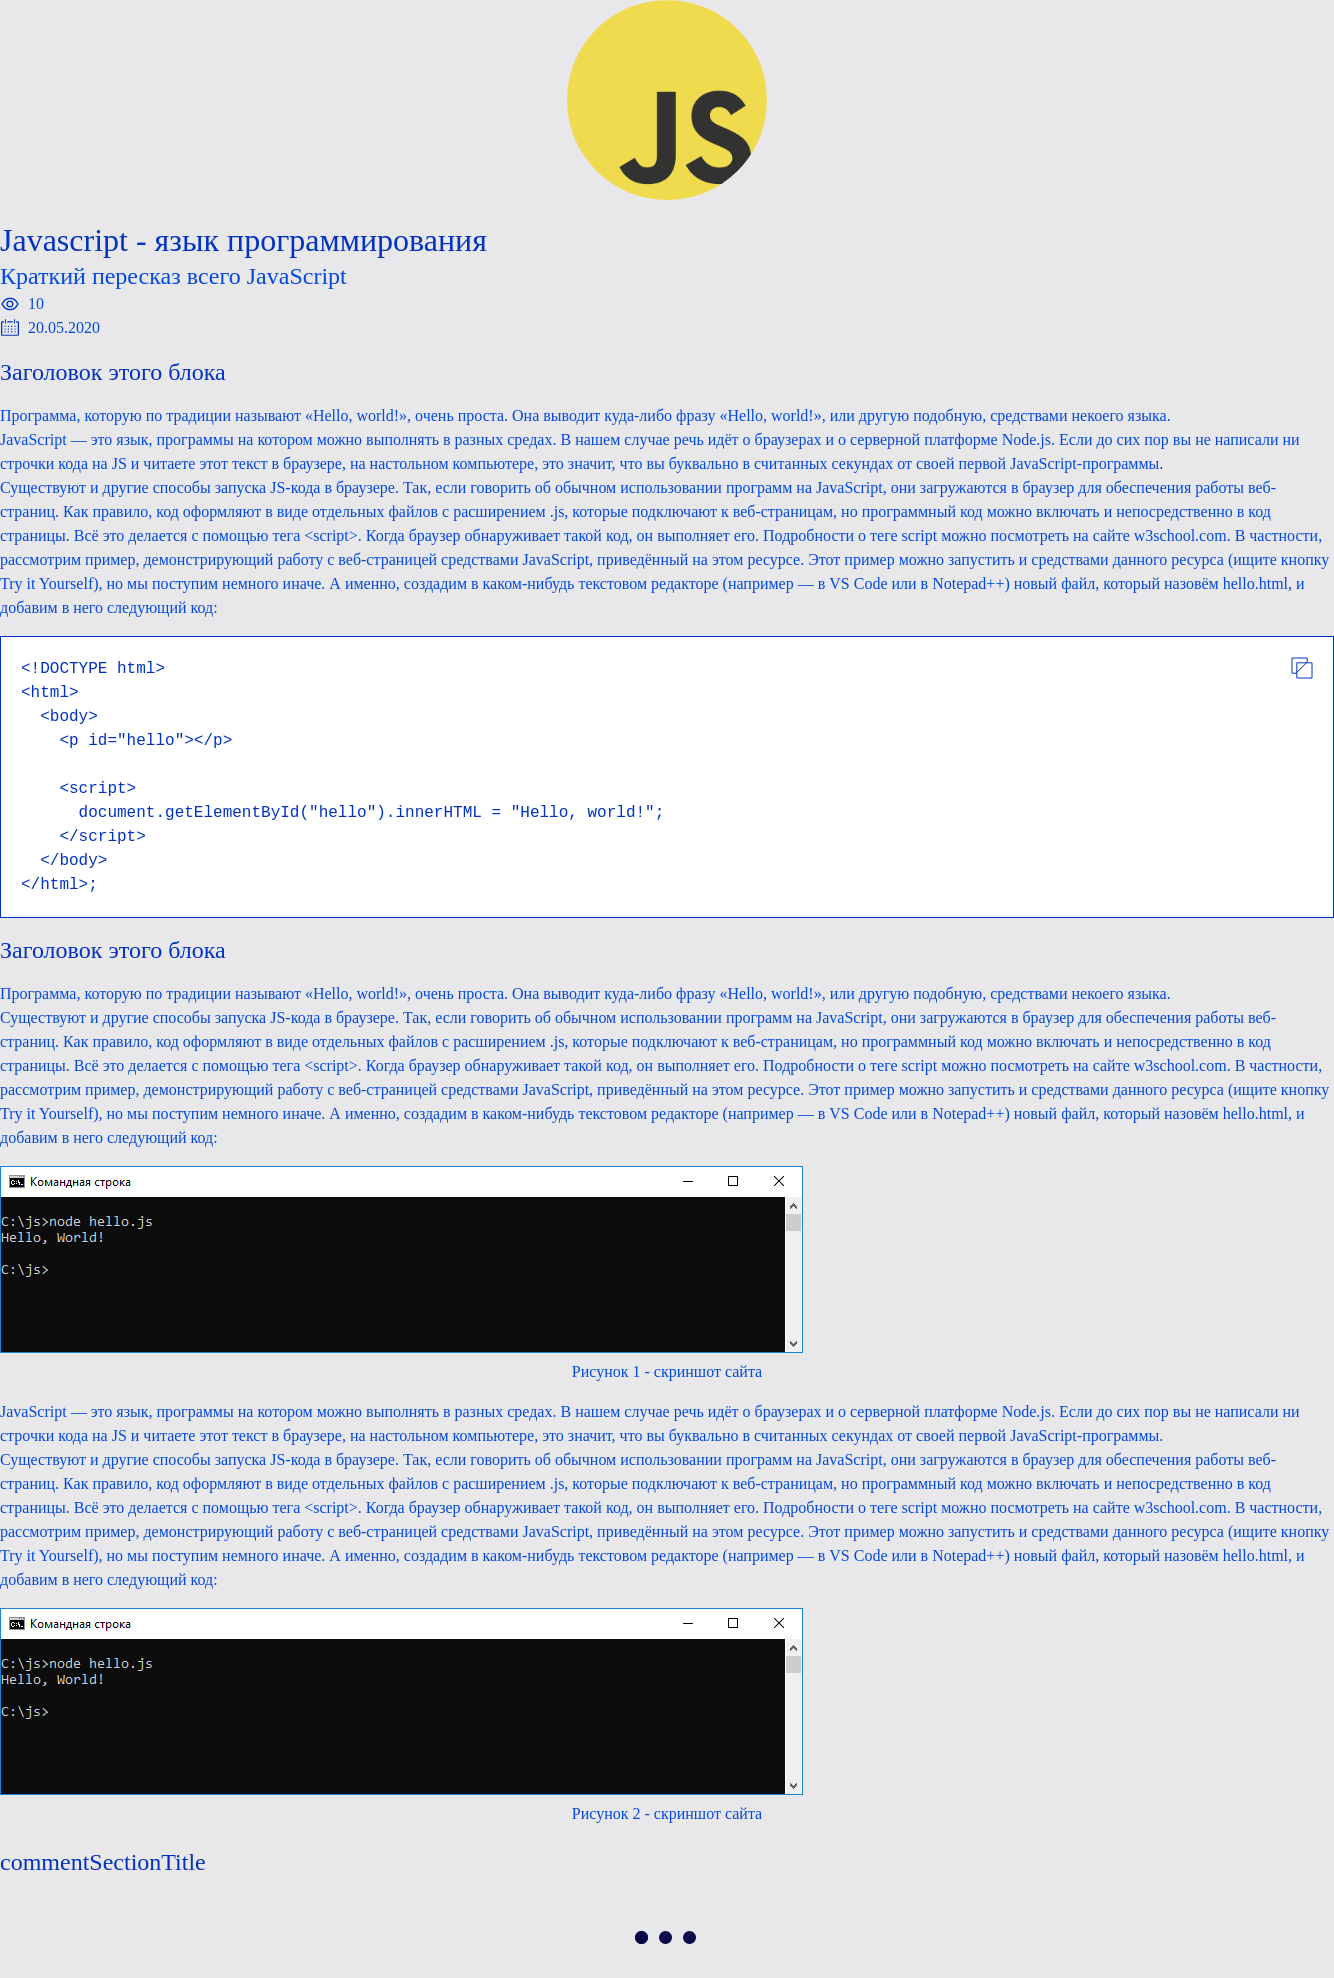 JS
Javascript - язык программирования
Краткий пересказ всего JavaScript
10
20.05.2020
Заголовок этого блока
Программа, которую по традиции называют «Hello, world!», очень проста. Она выводит куда-либо фразу «Hello, world!», или другую подобную, средствами некоего языка.
JavaScript — это язык, программы на котором можно выполнять в разных средах. В нашем случае речь идёт о браузерах и о серверной платформе Node.js. Если до сих пор вы не написали ни
строчки кода на JS и читаете этот текст в браузере, на настольном компьютере, это значит, что вы буквально в считанных секундах от своей первой JavaScript-программы.
Существуют и другие способы запуска JS-кода в браузере. Так, если говорить об обычном использовании программ на JavaScript, они загружаются в браузер для обеспечения работы веб-
страниц. Как правило, код оформляют в виде отдельных файлов с расширением .js, которые подключают к веб-страницам, но программный код можно включать и непосредственно в код
страницы. Всё это делается с помощью тега <script>. Когда браузер обнаруживает такой код, он выполняет его. Подробности о теге script можно посмотреть на сайте w3school.com. В частности,
рассмотрим пример, демонстрирующий работу с веб-страницей средствами JavaScript, приведённый на этом ресурсе. Этот пример можно запустить и средствами данного ресурса (ищите кнопку
Try it Yourself), но мы поступим немного иначе. А именно, создадим в каком-нибудь текстовом редакторе (например — в VS Code или в Notepad++) новый файл, который назовём hello.html, и
добавим в него следующий код:
<!DOCTYPE html>
<html>
  <body>
    <p id="hello"></p>
    <script>
      document.getElementById("hello").innerHTML = "Hello, world!";
    </script>
  </body>
</html>;
Заголовок этого блока
Программа, которую по традиции называют «Hello, world!», очень проста. Она выводит куда-либо фразу «Hello, world!», или другую подобную, средствами некоего языка.
Существуют и другие способы запуска JS-кода в браузере. Так, если говорить об обычном использовании программ на JavaScript, они загружаются в браузер для обеспечения работы веб-
страниц. Как правило, код оформляют в виде отдельных файлов с расширением .js, которые подключают к веб-страницам, но программный код можно включать и непосредственно в код
страницы. Всё это делается с помощью тега <script>. Когда браузер обнаруживает такой код, он выполняет его. Подробности о теге script можно посмотреть на сайте w3school.com. В частности,
рассмотрим пример, демонстрирующий работу с веб-страницей средствами JavaScript, приведённый на этом ресурсе. Этот пример можно запустить и средствами данного ресурса (ищите кнопку
Try it Yourself), но мы поступим немного иначе. А именно, создадим в каком-нибудь текстовом редакторе (например — в VS Code или в Notepad++) новый файл, который назовём hello.html, и
добавим в него следующий код:
Командная строка
C:\js>node hello.js
Hello, World!
C:\js>
Рисунок 1 - скриншот сайта
JavaScript — это язык, программы на котором можно выполнять в разных средах. В нашем случае речь идёт о браузерах и о серверной платформе Node.js. Если до сих пор вы не написали ни
строчки кода на JS и читаете этот текст в браузере, на настольном компьютере, это значит, что вы буквально в считанных секундах от своей первой JavaScript-программы.
Существуют и другие способы запуска JS-кода в браузере. Так, если говорить об обычном использовании программ на JavaScript, они загружаются в браузер для обеспечения работы веб-
страниц. Как правило, код оформляют в виде отдельных файлов с расширением .js, которые подключают к веб-страницам, но программный код можно включать и непосредственно в код
страницы. Всё это делается с помощью тега <script>. Когда браузер обнаруживает такой код, он выполняет его. Подробности о теге script можно посмотреть на сайте w3school.com. В частности,
рассмотрим пример, демонстрирующий работу с веб-страницей средствами JavaScript, приведённый на этом ресурсе. Этот пример можно запустить и средствами данного ресурса (ищите кнопку
Try it Yourself), но мы поступим немного иначе. А именно, создадим в каком-нибудь текстовом редакторе (например — в VS Code или в Notepad++) новый файл, который назовём hello.html, и
добавим в него следующий код:
Командная строка
C:\js>node hello.js
Hello, World!
C:\js>
Рисунок 2 - скриншот сайта
commentSectionTitle